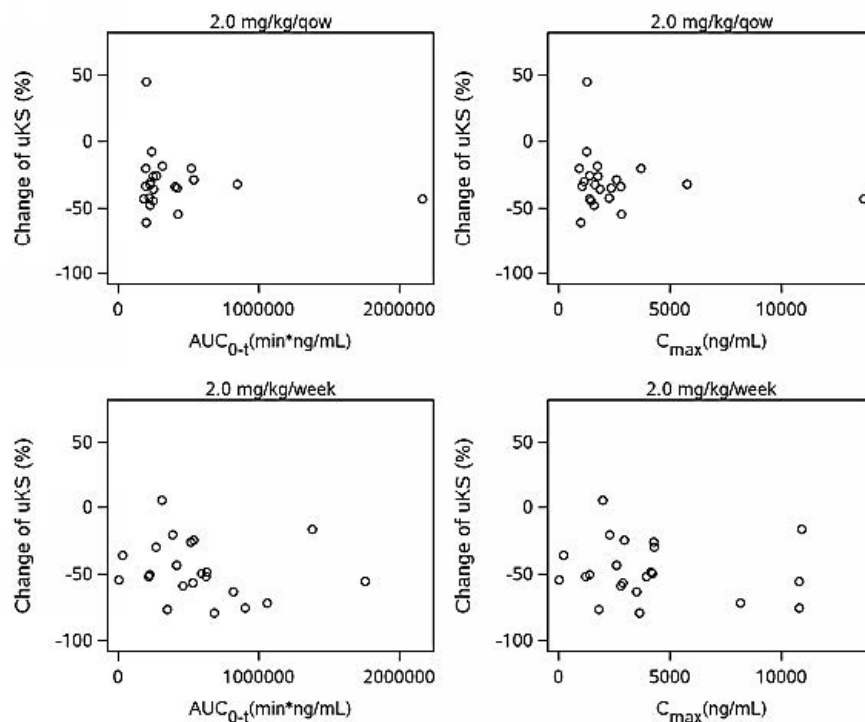 2.0 mg/kg/qow
Change of uKS (%)
50
0
-50
-100
0
1000000
2000000
AUC0-t(min*ng/mL)
2.0 mg/kg/qow
Change of uKS (%)
50
0
-50
-100
0
5000
10000
Cmax(ng/mL)
2.0 mg/kg/week
Change of uKS (%)
50
0
-50
-100
0
1000000
2000000
AUC0-t(min*ng/mL)
2.0 mg/kg/week
Change of uKS (%)
50
0
-50
-100
0
5000
10000
Cmax(ng/mL)